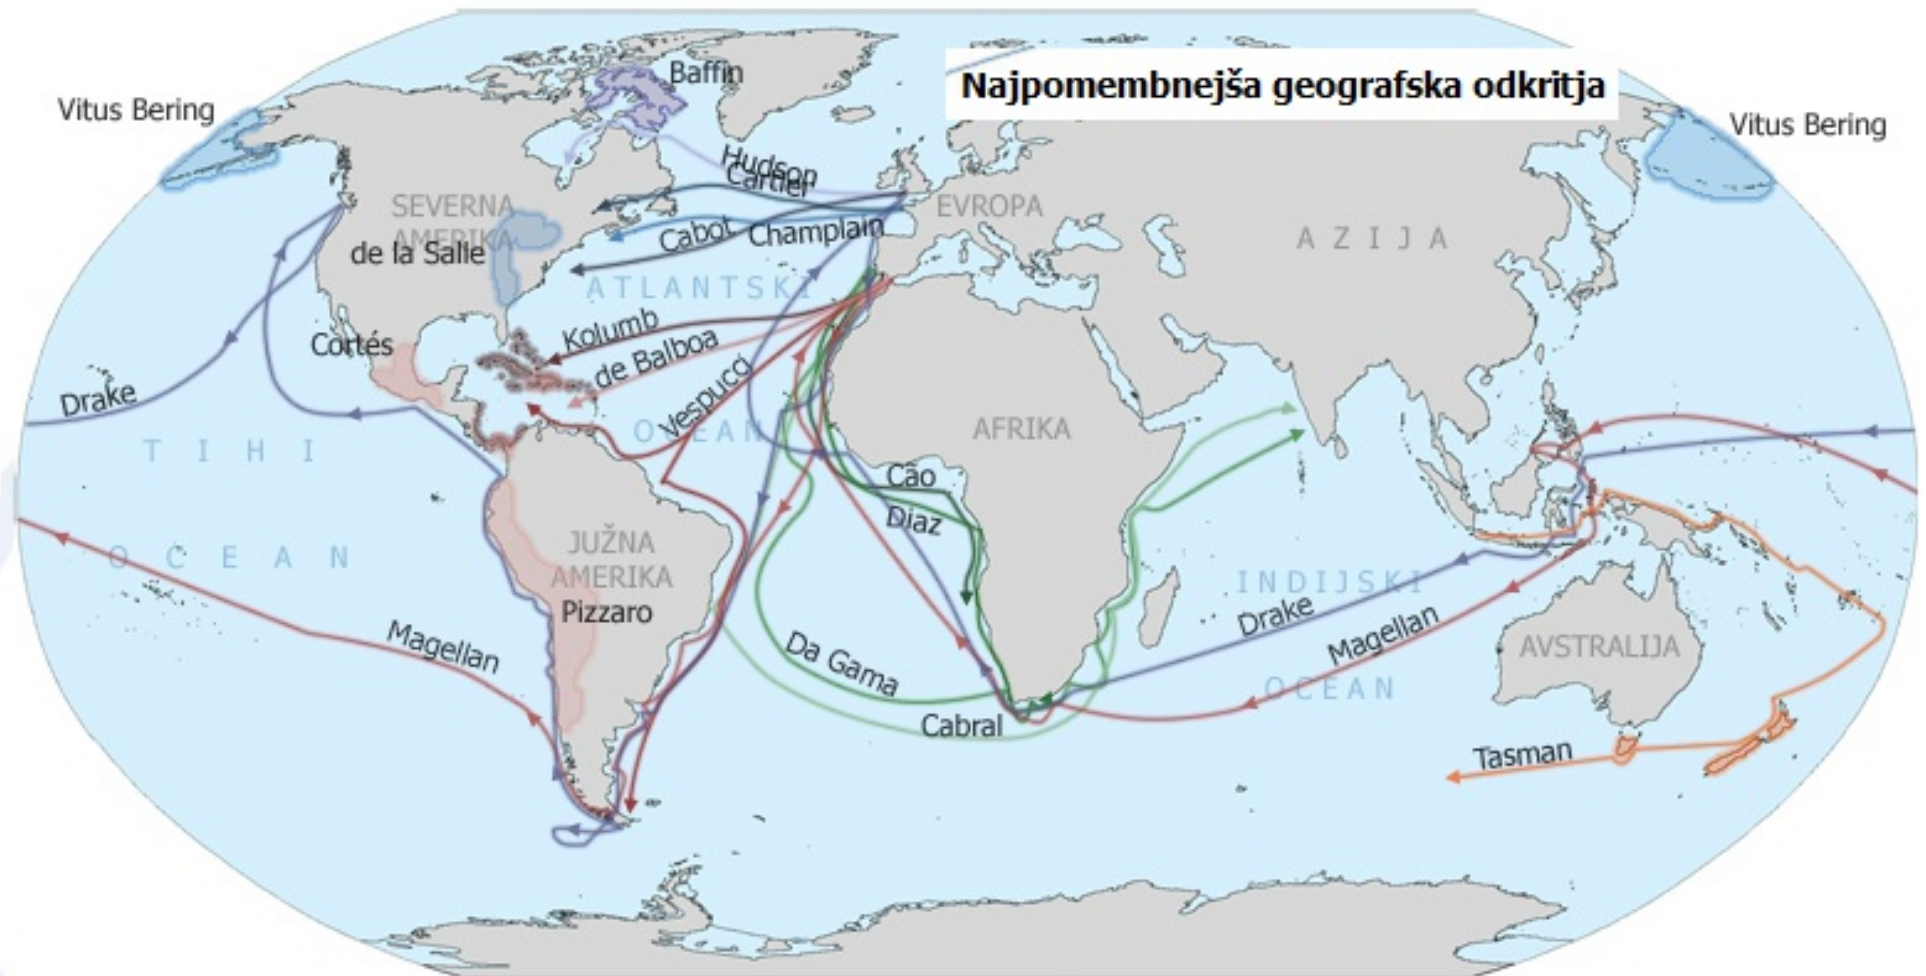 Najpomembnejša geografska odkritja
Baffin
Vitus Bering
Vitus Bering
Hudson
Cartier
SEVERNA
AMERIKA
EVROPA
AZIJA
Cabot
Champlain
de la Salle
ATLANTSKI
Kolumb
Cortés
de Balboa
Drake
Vespucci
OCEAN
AFRIKA
TIHI
Cão
Diaz
JUŽNA
AMERIKA
OCEAN
INDIJSKI
Pizzaro
Drake
Magellan
Magellan
AVSTRALIJA
Da Gama
OCEAN
Cabral
Tasman